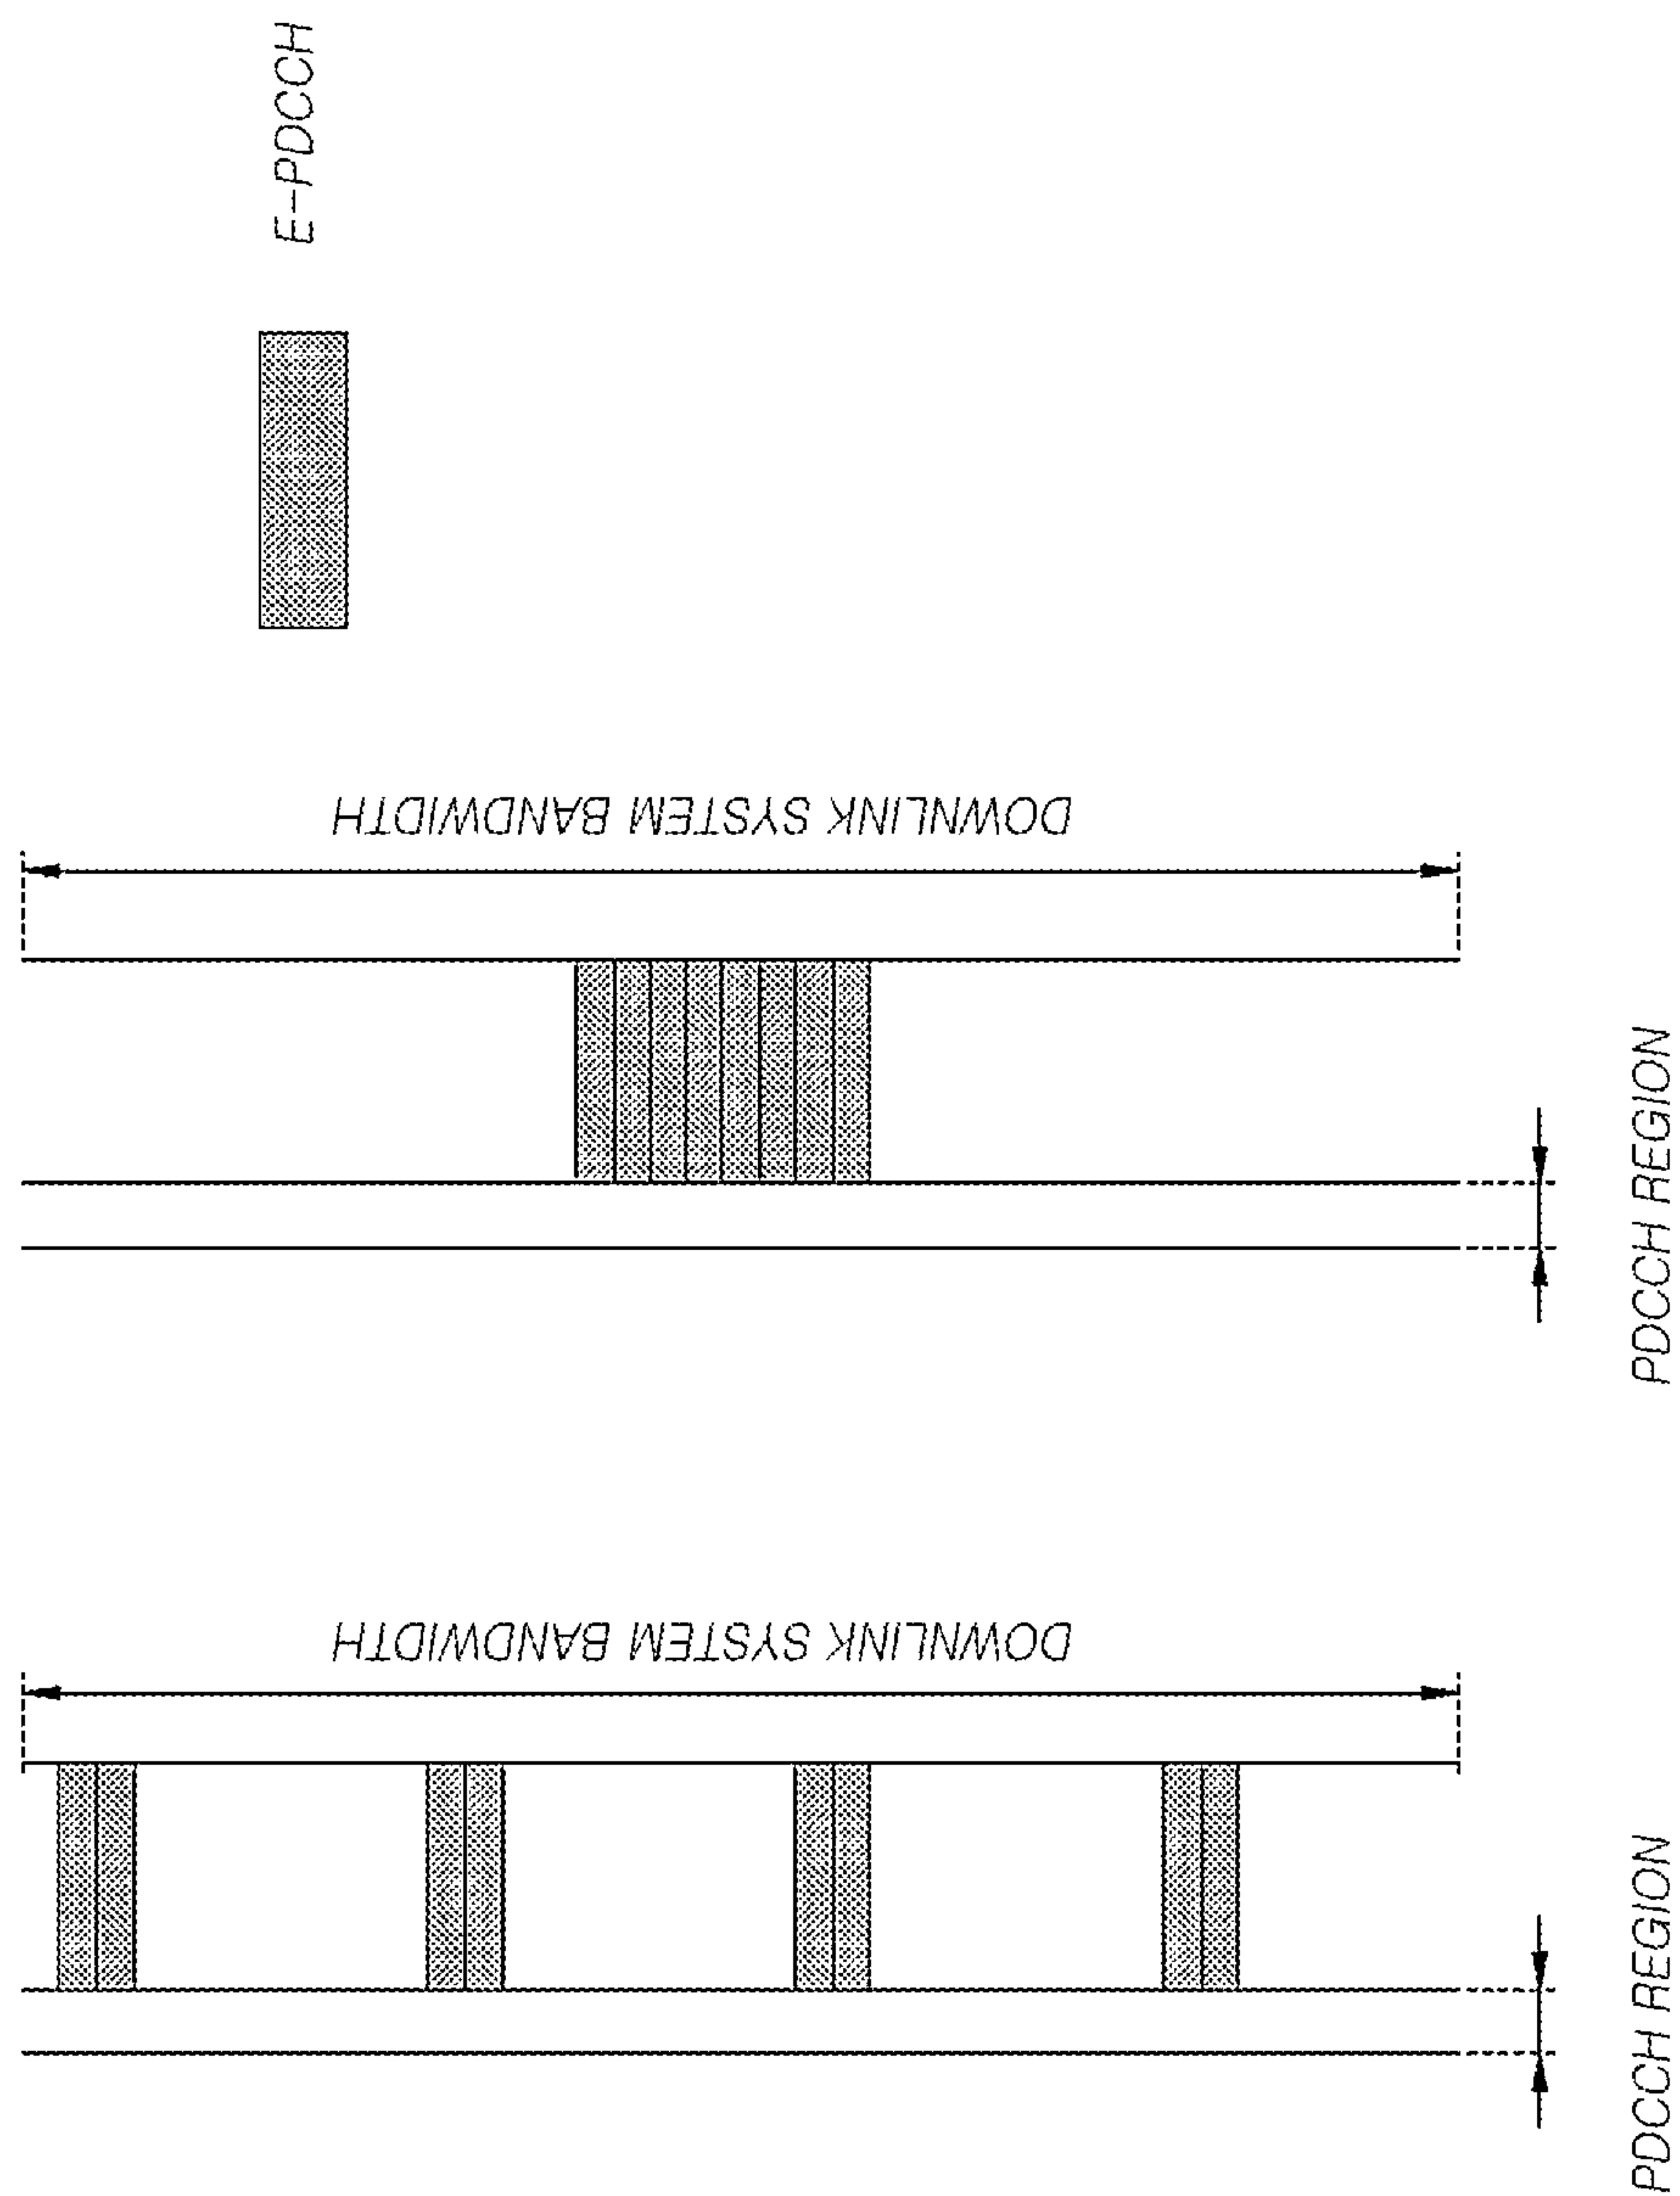 DOWNLINK SYSTEM BANDWIDTH
PDCCH REGION
DOWNLINK SYSTEM BANDWIDTH
PDCCH REGION
E-PDCCH